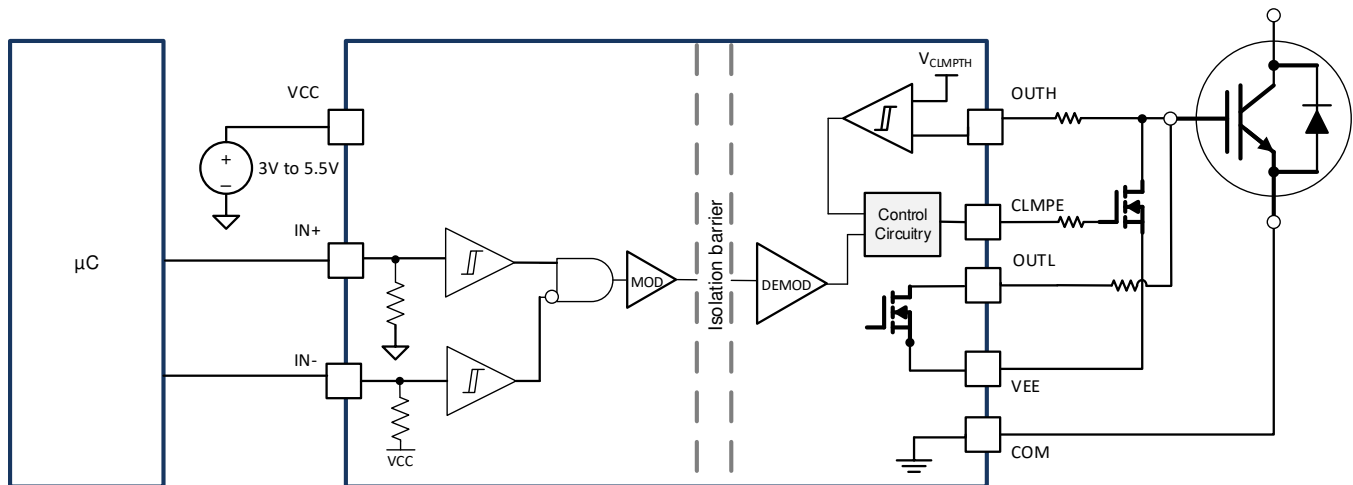 µC
VCC
+
−
3V to 5.5V
IN+
IN-
VCC
MOD
Isolation barrier
DEMOD
VCLMPTH
Control
Circuitry
OUTH
CLMPE
OUTL
VEE
COM